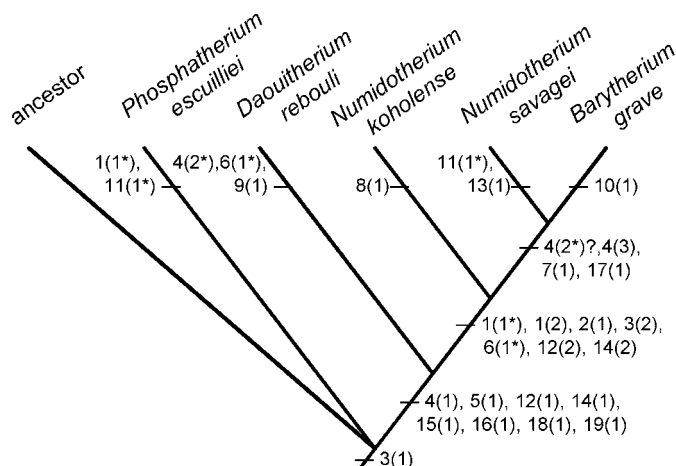 ancestor
Phosphatherium
escuilliei
Daouitherium
rebouli
Numidotherium
koholense
Numidotherium
savagei
Barytherium
grave
1(1*),
11(1*)
4(2*),6(1*),
9(1)
8(1)
11(1*),
13(1)
10(1)
4(2*)?,4(3),
7(1), 17(1)
1(1*), 1(2), 2(1), 3(2),
6(1*), 12(2), 14(2)
4(1), 5(1), 12(1), 14(1),
15(1), 16(1), 18(1), 19(1)
3(1)